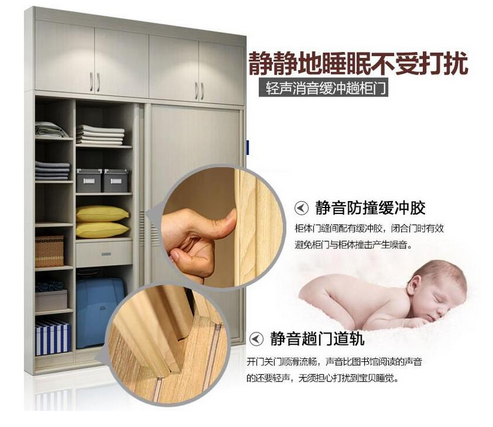 静静地睡眠不受打扰
轻声消音缓冲趟柜门
静音防撞缓冲胶
柜体门缝间配有缓冲胶，闭合门时有效
避免柜门与柜体撞击产生噪音。
静音趟门道轨
开门关门顺滑流畅，声音比图书馆阅读的声音
的还要轻声，无须担心打扰到宝贝睡觉。